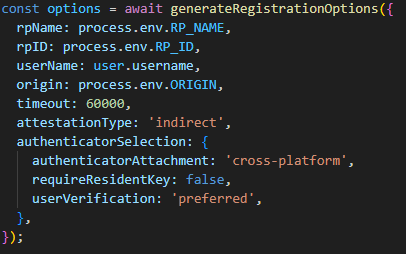 const options = await generateRegistrationOptions({
  rpName: process.env.RP_NAME,
  rpID: process.env.RP_ID,
  userName: user.username,
  origin: process.env.ORIGIN,
  timeout: 60000,
  attestationType: 'indirect',
  authenticatorSelection: {
    authenticatorAttachment: 'cross-platform',
    requireResidentKey: false,
    userVerification: 'preferred',
  },
});